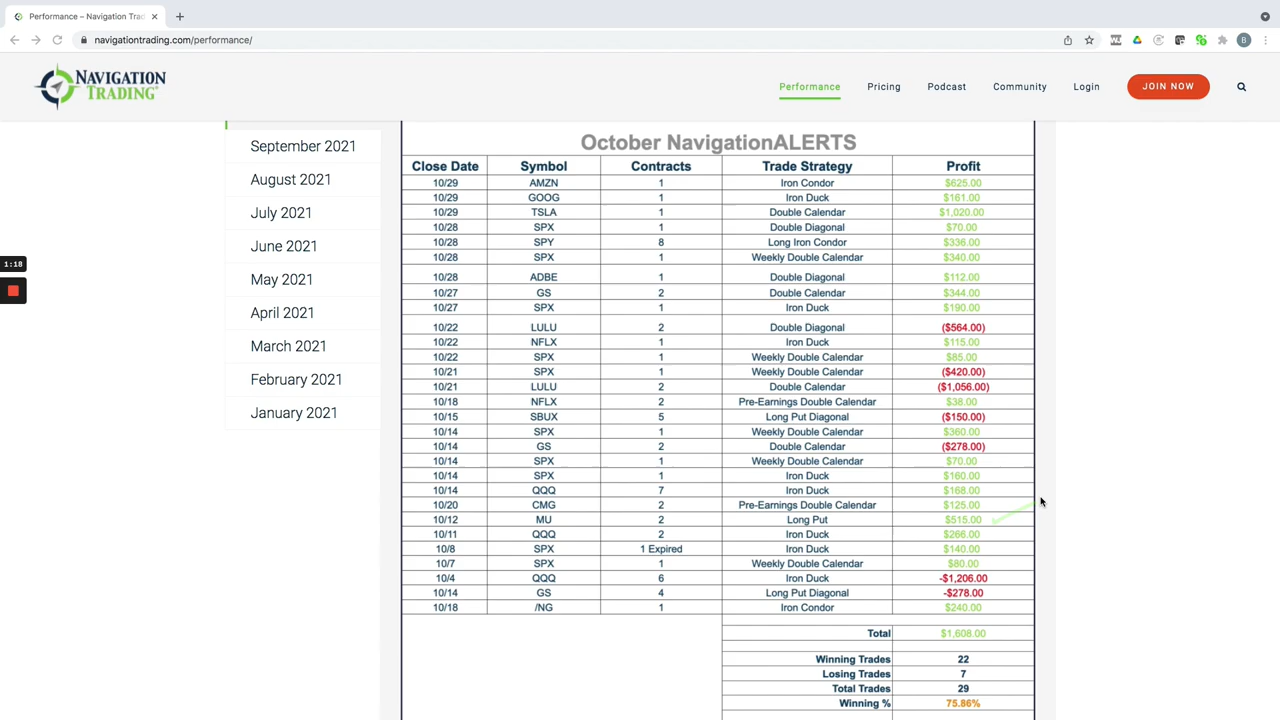 Performance – Navigation Trad
navigationtrading.com/performance/
B
NAVIGATION
TRADING
Performance Pricing Podcast Community Login JOIN NOW
1:18
September 2021
August 2021
July 2021
June 2021
May 2021
April 2021
March 2021
February 2021
January 2021
October NavigationALERTS
Close Date Symbol Contracts Trade Strategy Profit
10/29 AMZN 1 Iron Condor $625.00
10/29 GOOG 1 Iron Duck $161.00
10/29 TSLA 1 Double Calendar $1,020.00
10/28 SPX 1 Double Diagonal $70.00
10/28 SPY 8 Long Iron Condor $336.00
10/28 SPX 1 Weekly Double Calendar $340.00
10/28 ADBE 1 Double Diagonal $112.00
10/27 GS 2 Double Calendar $344.00
10/27 SPX 1 Iron Duck $190.00
10/22 LULU 2 Double Diagonal ($564.00)
10/22 NFLX 1 Iron Duck $115.00
10/22 SPX 1 Weekly Double Calendar $85.00
10/21 SPX 1 Weekly Double Calendar ($420.00)
10/21 LULU 2 Double Calendar ($1,056.00)
10/18 NFLX 2 Pre-Earnings Double Calendar $38.00
10/15 SBUX 5 Long Put Diagonal ($150.00)
10/14 SPX 1 Weekly Double Calendar $360.00
10/14 GS 2 Double Calendar ($278.00)
10/14 SPX 1 Weekly Double Calendar $70.00
10/14 SPX 1 Iron Duck $160.00
10/14 QQQ 7 Iron Duck $168.00
10/20 CMG 2 Pre-Earnings Double Calendar $125.00
10/12 MU 2 Long Put $515.00
10/11 QQQ 2 Iron Duck $266.00
10/8 SPX 1 Expired Iron Duck $140.00
10/7 SPX 1 Weekly Double Calendar $80.00
10/4 QQQ 6 Iron Duck -$1,206.00
10/14 GS 4 Long Put Diagonal -$278.00
10/18 /NG 1 Iron Condor $240.00
Total $1,608.00
Winning Trades 22
Losing Trades 7
Total Trades 29
Winning % 75.86%